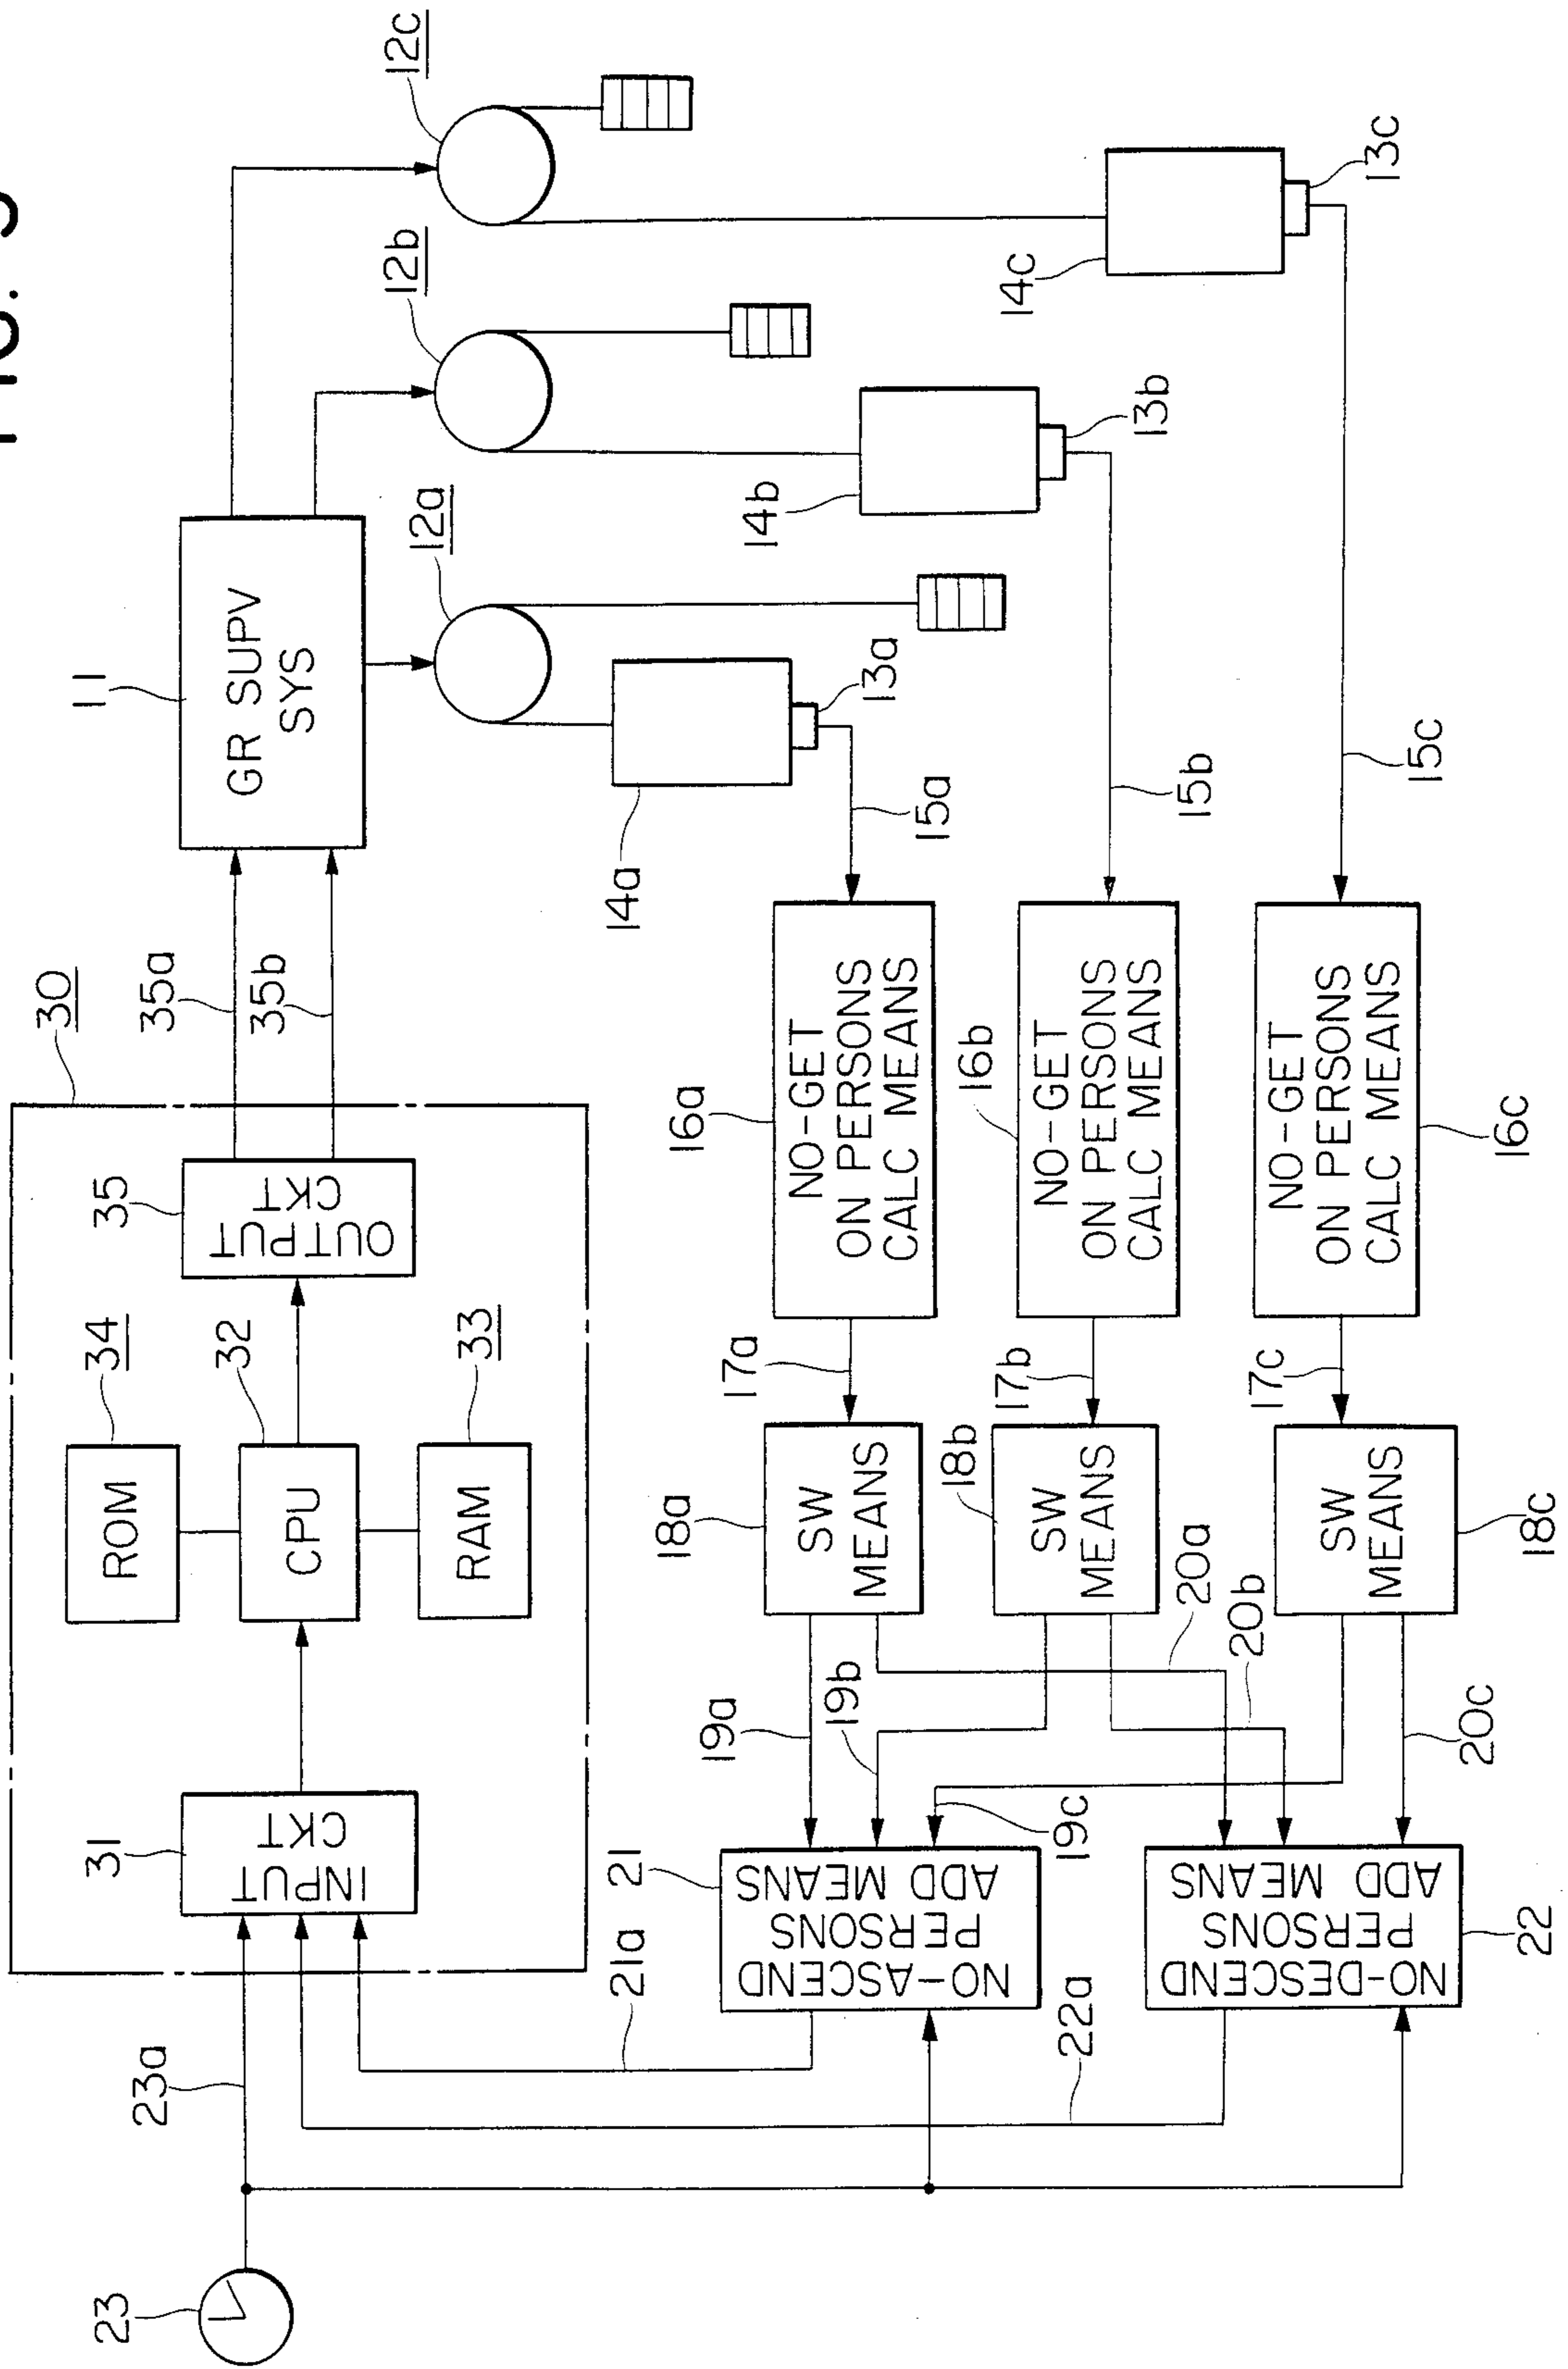 30
34
ROM
31
INPUT
CKT
32
CPU
35
OUTPUT
CKT
33
RAM
23
23a
35a
35b
11
GR SUPV
SYS
12a
12b
12c
14a
13a
15a
14b
13b
15b
14c
13c
15c
16a
NO-GET
ON PERSONS
CALC MEANS
17a
18a
SW
MEANS
19a
20a
16b
NO-GET
ON PERSONS
CALC MEANS
17b
18b
SW
MEANS
19b
20b
16c
NO-GET
ON PERSONS
CALC MEANS
17c
18c
SW
MEANS
19c
20c
21
NO-ASCEND
PERSONS
ADD MEANS
21a
22
NO-DESCEND
PERSONS
ADD MEANS
22a